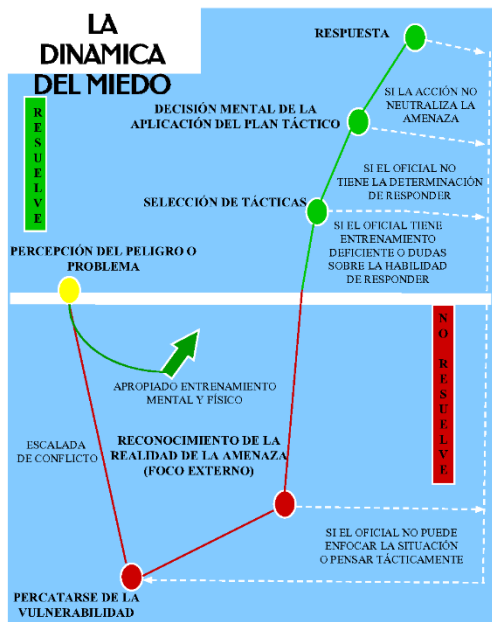 LA
DINAMICA
DEL MIEDO
RESPUESTA
SI LA ACCIÓN NO
NEUTRALIZA LA
AMENAZA
DECISIÓN MENTAL DE LA
APLICACIÓN DEL PLAN TÁCTICO
RESUELVE
SI EL OFICIAL NO
TIENE LA DETERMINACIÓN
DE RESPONDER
SELECCIÓN DE TÁCTICAS
SI EL OFICIAL TIENE
ENTRENAMIENTO
DEFICIENTE O DUDAS
SOBRE LA HABILIDAD
DE RESPONDER
PERCEPCIÓN DEL PELIGRO O
PROBLEMA
NO RESUELVE
APROPIADO ENTRENAMIENTO
MENTAL Y FÍSICO
ESCALADA
DE CONFLICTO
RECONOCIMIENTO DE LA
REALIDAD DE LA AMENAZA
(FOCO EXTERNO)
SI EL OFICIAL NO PUEDE
ENFOCAR LA SITUACIÓN
O PENSAR TÁCTICAMENTE
PERCATARSE DE LA
VULNERABILIDAD